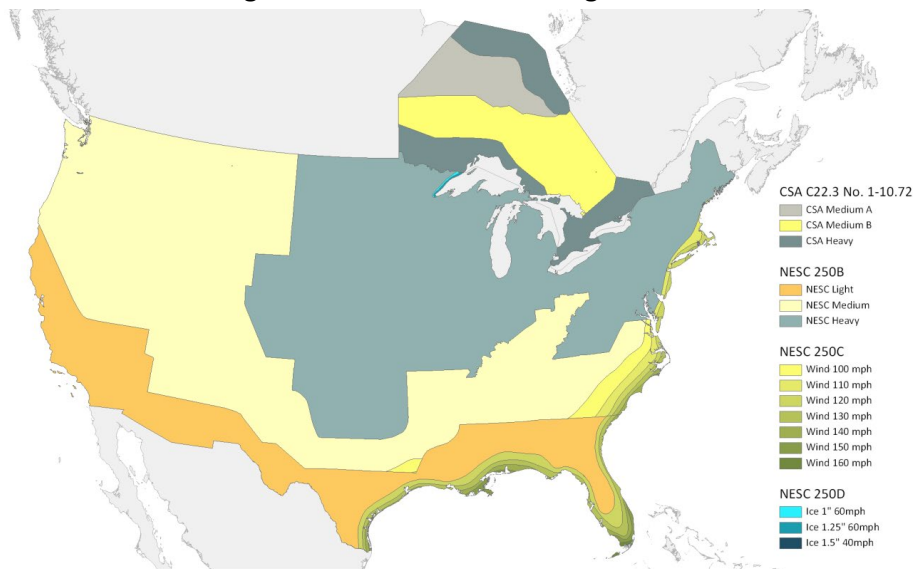 CSA C22.3 No. 1-10.72
CSA Medium A
CSA Medium B
CSA Heavy
NESC 250B
NESC Light
NESC Medium
NESC Heavy
NESC 250C
Wind 100 mph
Wind 110 mph
Wind 120 mph
Wind 130 mph
Wind 140 mph
Wind 150 mph
Wind 160 mph
NESC 250D
Ice 1" 60mph
Ice 1.25" 60mph
Ice 1.5" 40mph